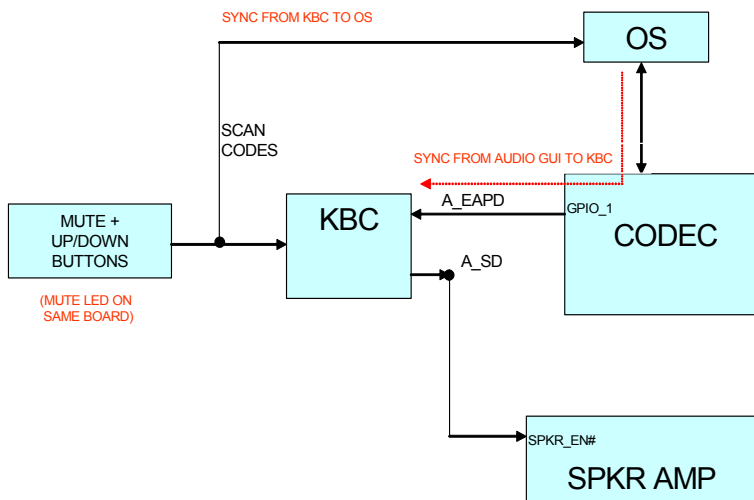 SYNC FROM KBC TO OS
OS
SCAN
CODES
SYNC FROM AUDIO GUI TO KBC
MUTE +
UP/DOWN
BUTTONS
(MUTE LED ON
SAME BOARD)
KBC
A_EAPD
GPIO_1
CODEC
A_SD
SPKR_EN#
SPKR AMP